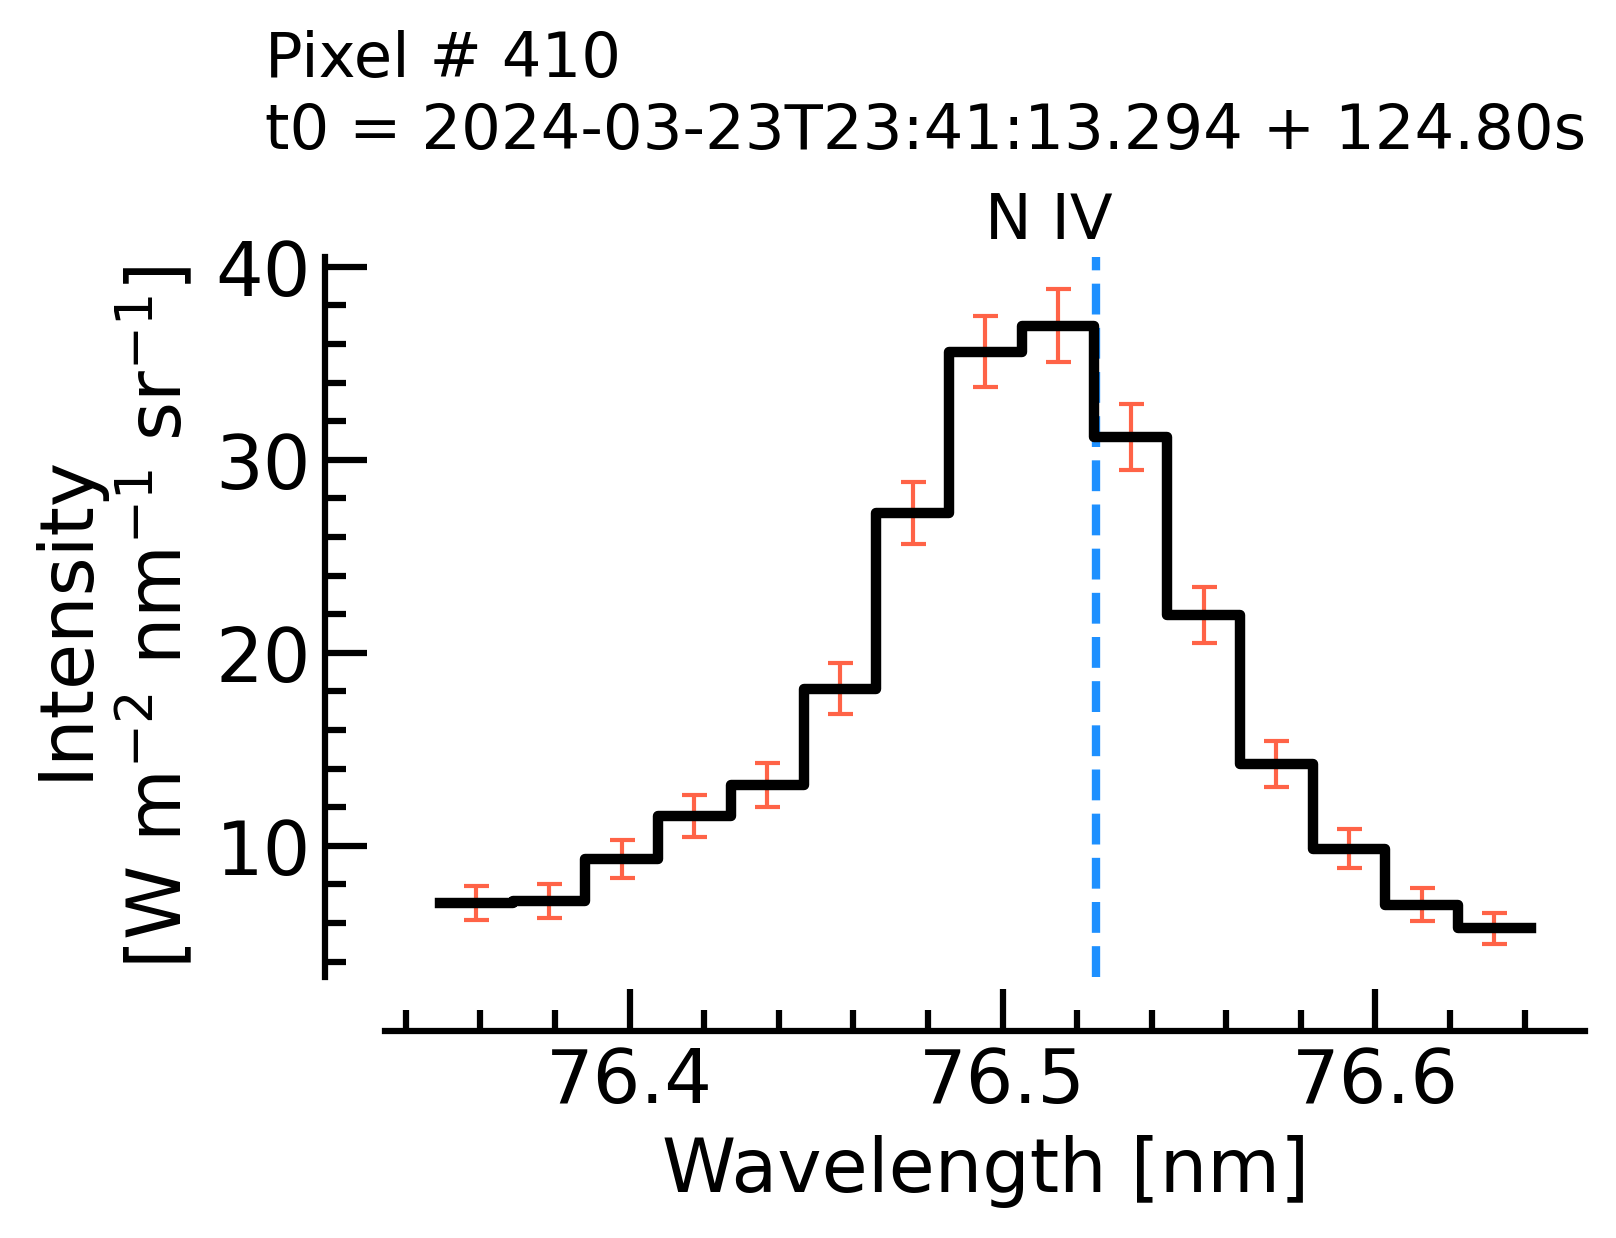 Pixel # 410
t0 = 2024-03-23T23:41:13.294 + 124.80s
N IV
Intensity
[W m⁻² nm⁻¹ sr⁻¹]
40
30
20
10
76.4 76.5 76.6
Wavelength [nm]